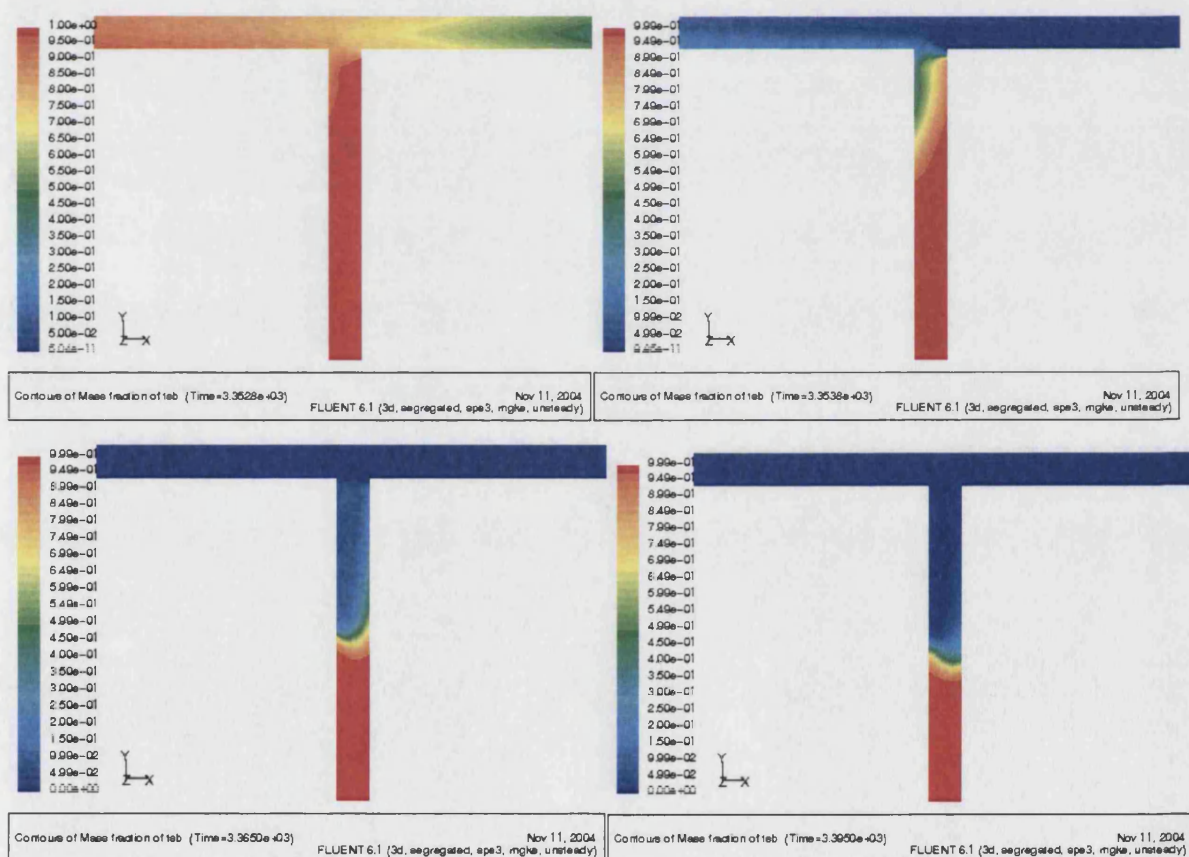 1.00e+00
9.50e-01
9.00e-01
8.50e-01
8.00e-01
7.50e-01
7.00e-01
6.50e-01
6.00e-01
5.50e-01
5.00e-01
4.50e-01
4.00e-01
3.50e-01
3.00e-01
2.50e-01
2.00e-01
1.50e-01
1.00e-01
5.00e-02
5.04e-11
Y
Z X
Contours of Mass fraction of teb (Time=3.3528e+03)
Nov 11, 2004
FLUENT 6.1 (3d, segregated, spe3, rngke, unsteady)
9.99e-01
9.49e-01
8.99e-01
8.49e-01
7.99e-01
7.49e-01
6.99e-01
6.49e-01
5.99e-01
5.49e-01
4.99e-01
4.50e-01
4.00e-01
3.50e-01
3.00e-01
2.50e-01
2.00e-01
1.50e-01
9.99e-02
4.99e-02
Y
Z X
Contours of Mass fraction of teb (Time=3.3538e+03)
Nov 11, 2004
FLUENT 6.1 (3d, segregated, spe3, rngke, unsteady)
9.99e-01
9.49e-01
8.99e-01
8.49e-01
7.99e-01
7.49e-01
6.99e-01
6.49e-01
5.99e-01
5.49e-01
4.99e-01
4.50e-01
4.00e-01
3.50e-01
3.00e-01
2.50e-01
2.00e-01
1.50e-01
9.99e-02
4.99e-02
0.00e+00
Y
Z X
Contours of Mass fraction of teb (Time=3.3650e+03)
Nov 11, 2004
FLUENT 6.1 (3d, segregated, spe3, rngke, unsteady)
9.99e-01
9.49e-01
8.99e-01
8.49e-01
7.99e-01
7.49e-01
6.99e-01
6.49e-01
5.99e-01
5.49e-01
4.99e-01
4.50e-01
4.00e-01
3.50e-01
3.00e-01
2.50e-01
2.00e-01
1.50e-01
9.99e-02
4.99e-02
0.00e+00
Y
Z X
Contours of Mass fraction of teb (Time=3.3950e+03)
Nov 11, 2004
FLUENT 6.1 (3d, segregated, spe3, rngke, unsteady)